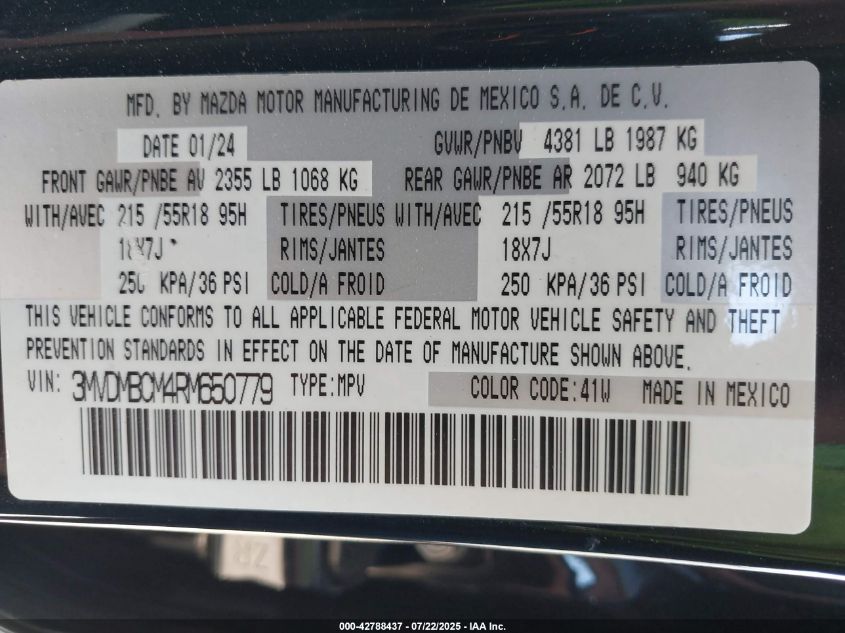 MFD. BY MAZDA MOTOR MANUFACTURING DE MEXICO S.A. DE C.V.
DATE 01/24 GVWR/PNBV 4381 LB 1987 KG
FRONT GAWR/PNBE AV 2355 LB 1068 KG REAR GAWR/PNBE AR 2072 LB 940 KG
WITH/AVEC 215 /55R18 95H TIRES/PNEUS WITH/AVEC 215 /55R18 95H TIRES/PNEUS
18X7J RIMS/JANTES 18X7J RIMS/JANTES
250 KPA/36 PSI COLD/A FROID 250 KPA/36 PSI COLD/A FROID
THIS VEHICLE CONFORMS TO ALL APPLICABLE FEDERAL MOTOR VEHICLE SAFETY AND THEFT
PREVENTION STANDARDS IN EFFECT ON THE DATE OF MANUFACTURE SHOWN ABOVE.
VIN: 3MVDMBCM4RM650779 TYPE:MPV COLOR CODE:41W MADE IN MEXICO
ZR
000-42788437 - 07/22/2025 - IAA Inc.